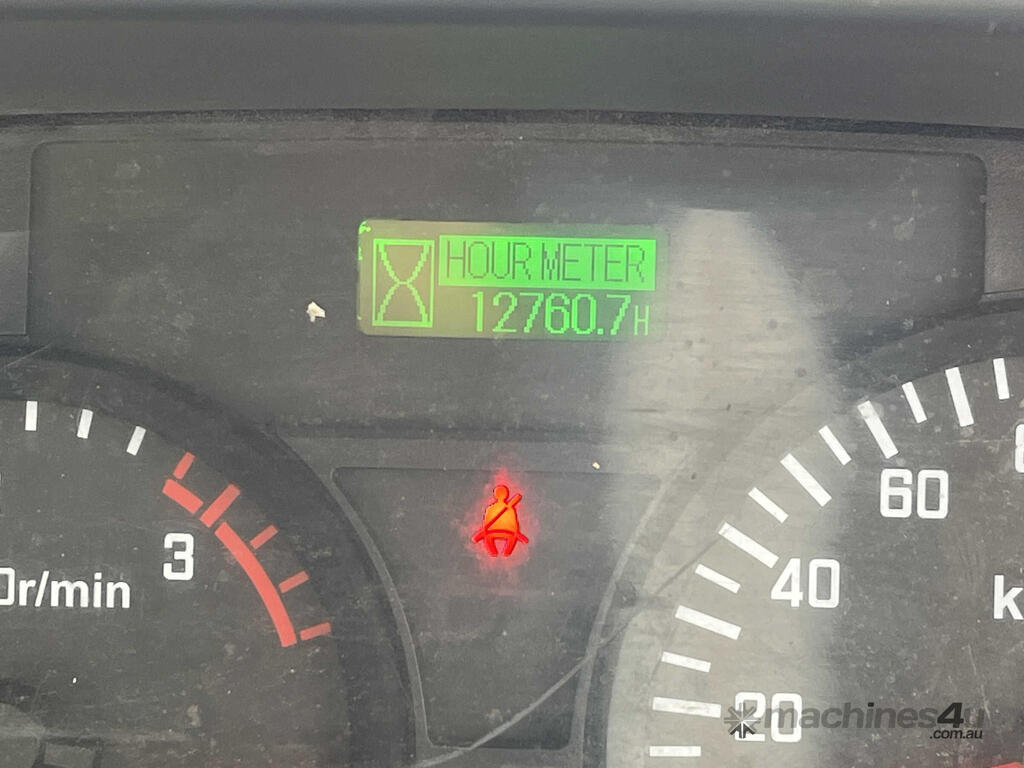 HOUR METER
12760.7H
3
0r/min
60
40
20
machines4u
.com.au